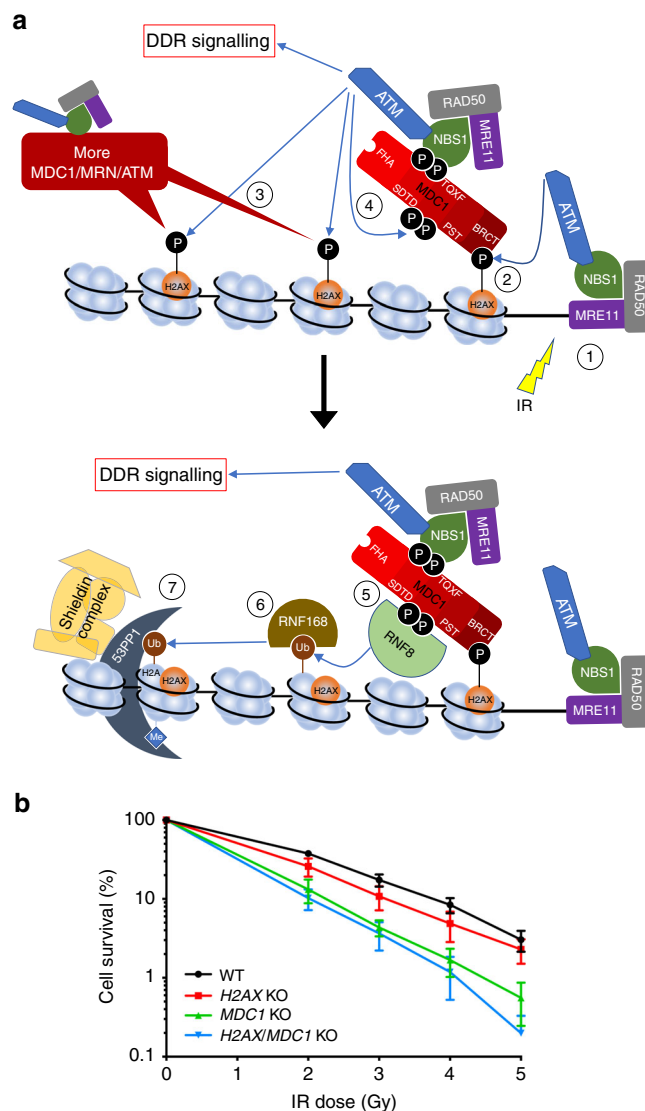 a
DDR signalling
ATM
RAD50
NBS1
MRE11
More
MDC1/MRN/ATM
3
4
P
P
FHA
MDC1
TQXF
SDTD
PST
BRCT
P
P
P
P
P
2
ATM
NBS1
RAD50
MRE11
H2AX
H2AX
H2AX
1
IR
DDR signalling
ATM
RAD50
NBS1
MRE11
P
P
FHA
MDC1
TQXF
SDTD
PST
BRCT
P
P
P
Shieldin
complex
7
6
5
53PP1
Ub
RNF168
Ub
RNF8
ATM
NBS1
RAD50
MRE11
H2A
H2AX
H2AX
H2AX
Me
b
Cell survival (%)
100
10
1
0.1
WT
H2AX KO
MDC1 KO
H2AX/MDC1 KO
0 1 2 3 4 5
IR dose (Gy)